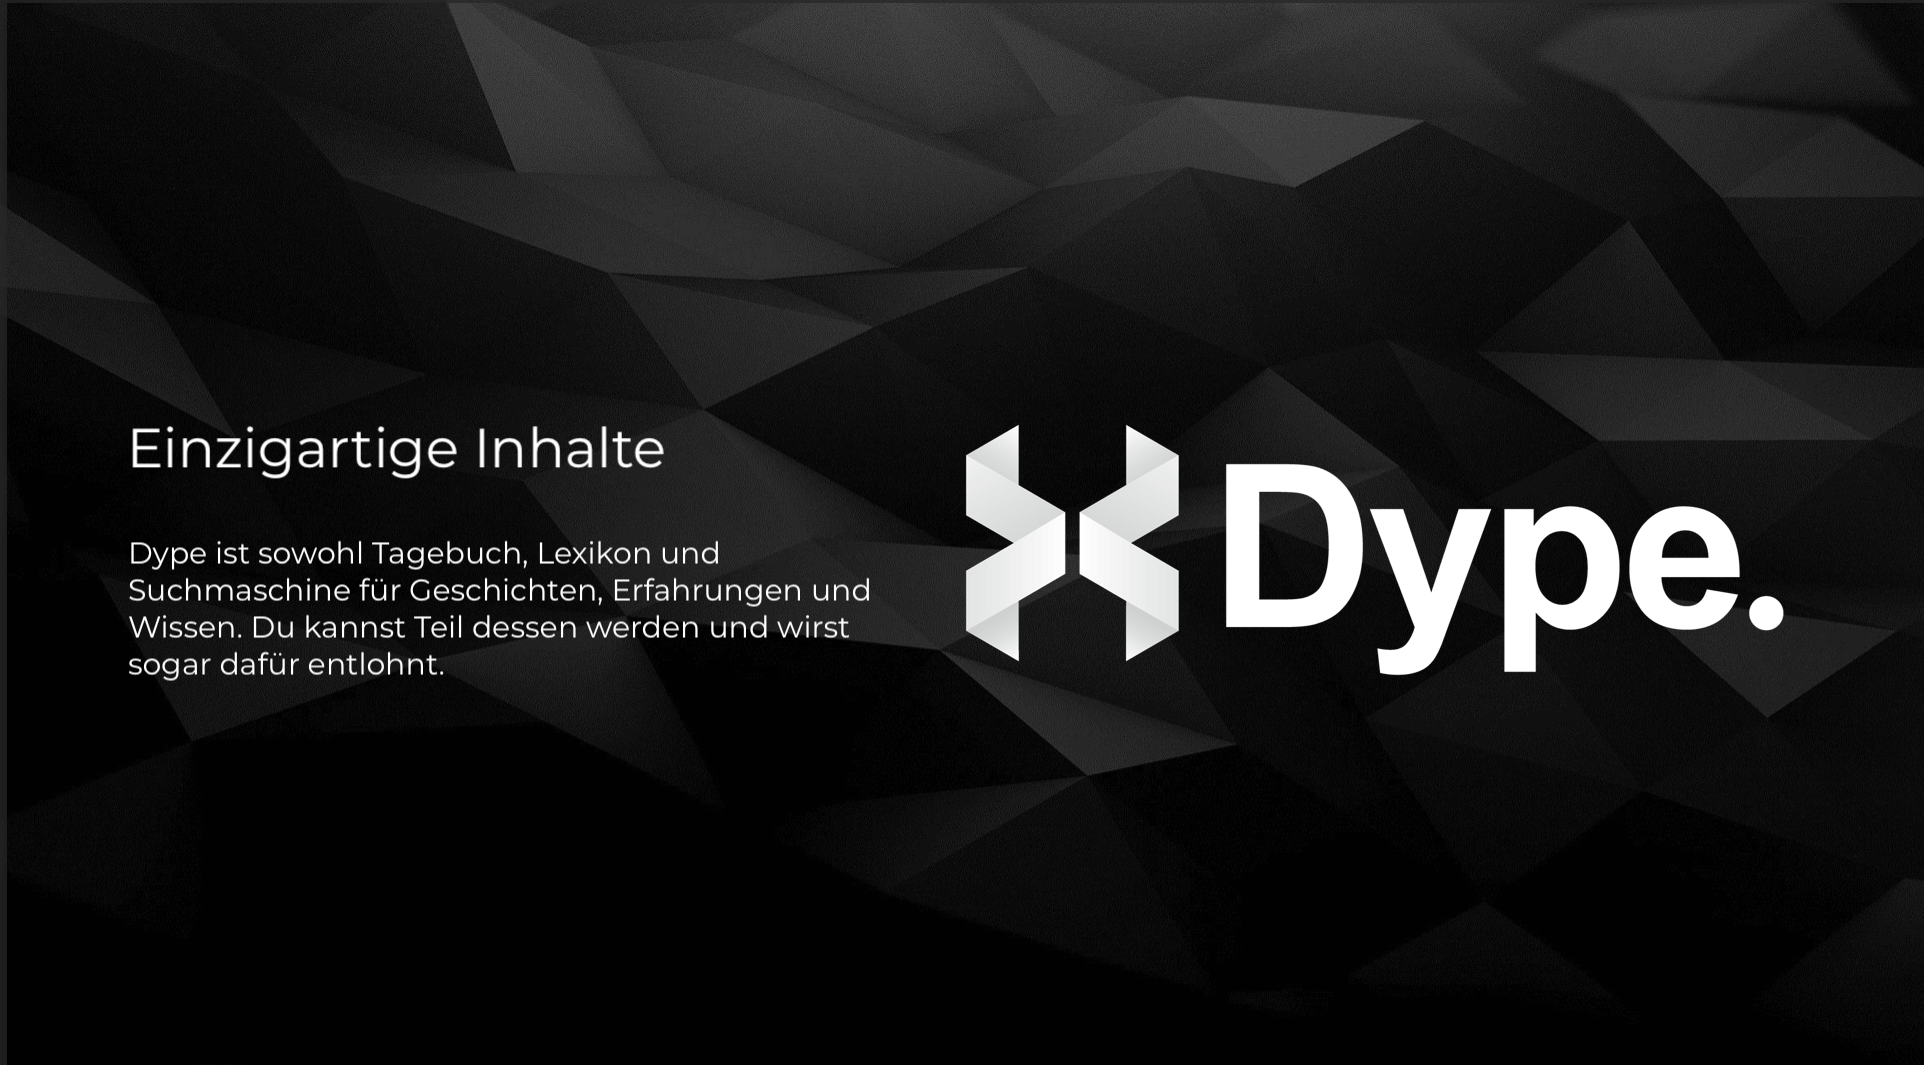 Einzigartige Inhalte
Dype ist sowohl Tagebuch, Lexikon und
Suchmaschine für Geschichten, Erfahrungen und
Wissen. Du kannst Teil dessen werden und wirst
sogar dafür entlohnt.
Dype.